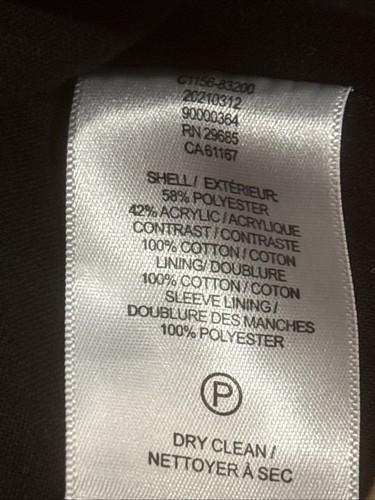 C1156-83200
20210312
90000364
RN 29685
CA 61167
SHELL / EXTÉRIEUR:
58% POLYESTER
42% ACRYLIC / ACRYLIQUE
CONTRAST / CONTRASTE
100% COTTON / COTON
LINING/ DOUBLURE
100% COTTON / COTON
SLEEVE LINING /
DOUBLURE DES MANCHES
100% POLYESTER
P
DRY CLEAN /
NETTOYER À SEC